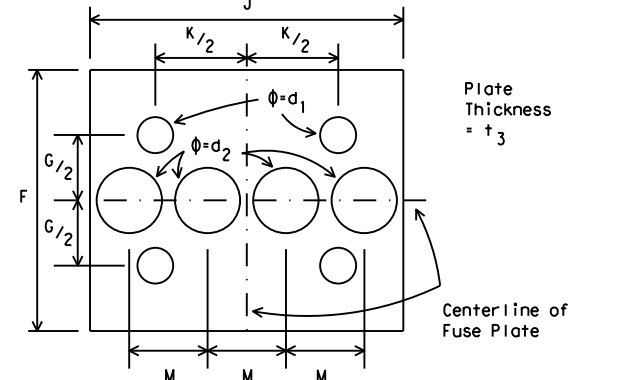 J
K/2 K/2
Φ=d1
Plate
Thickness
= t3
Φ=d2
G/2
F
G/2
Centerline of
Fuse Plate
M M M